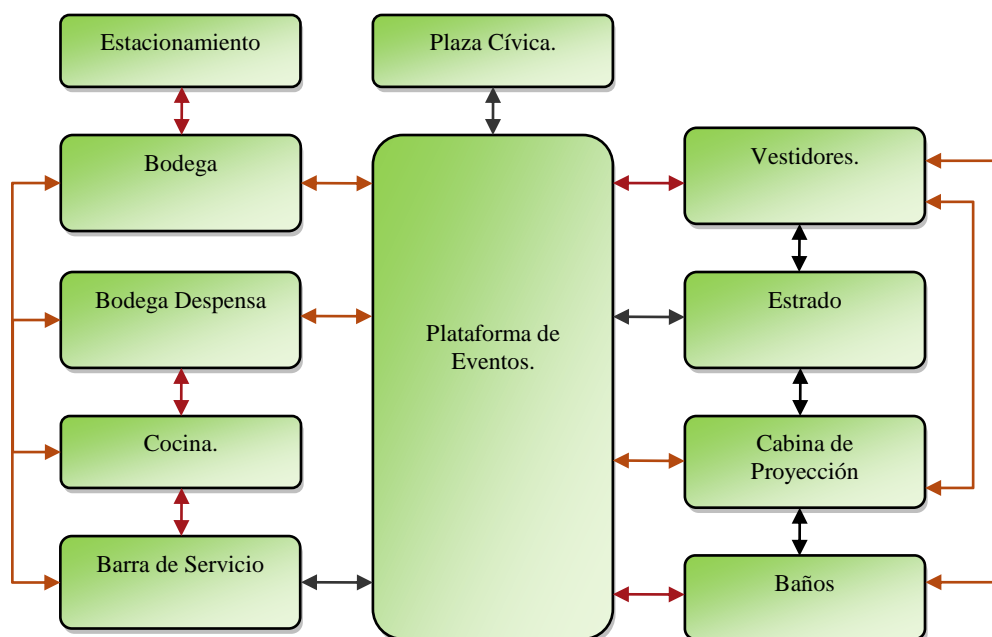 Estacionamiento
Plaza Cívica.
Bodega
Vestidores.
Bodega Despensa
Estrado
Plataforma de
Eventos.
Cocina.
Cabina de
Proyección
Barra de Servicio
Baños